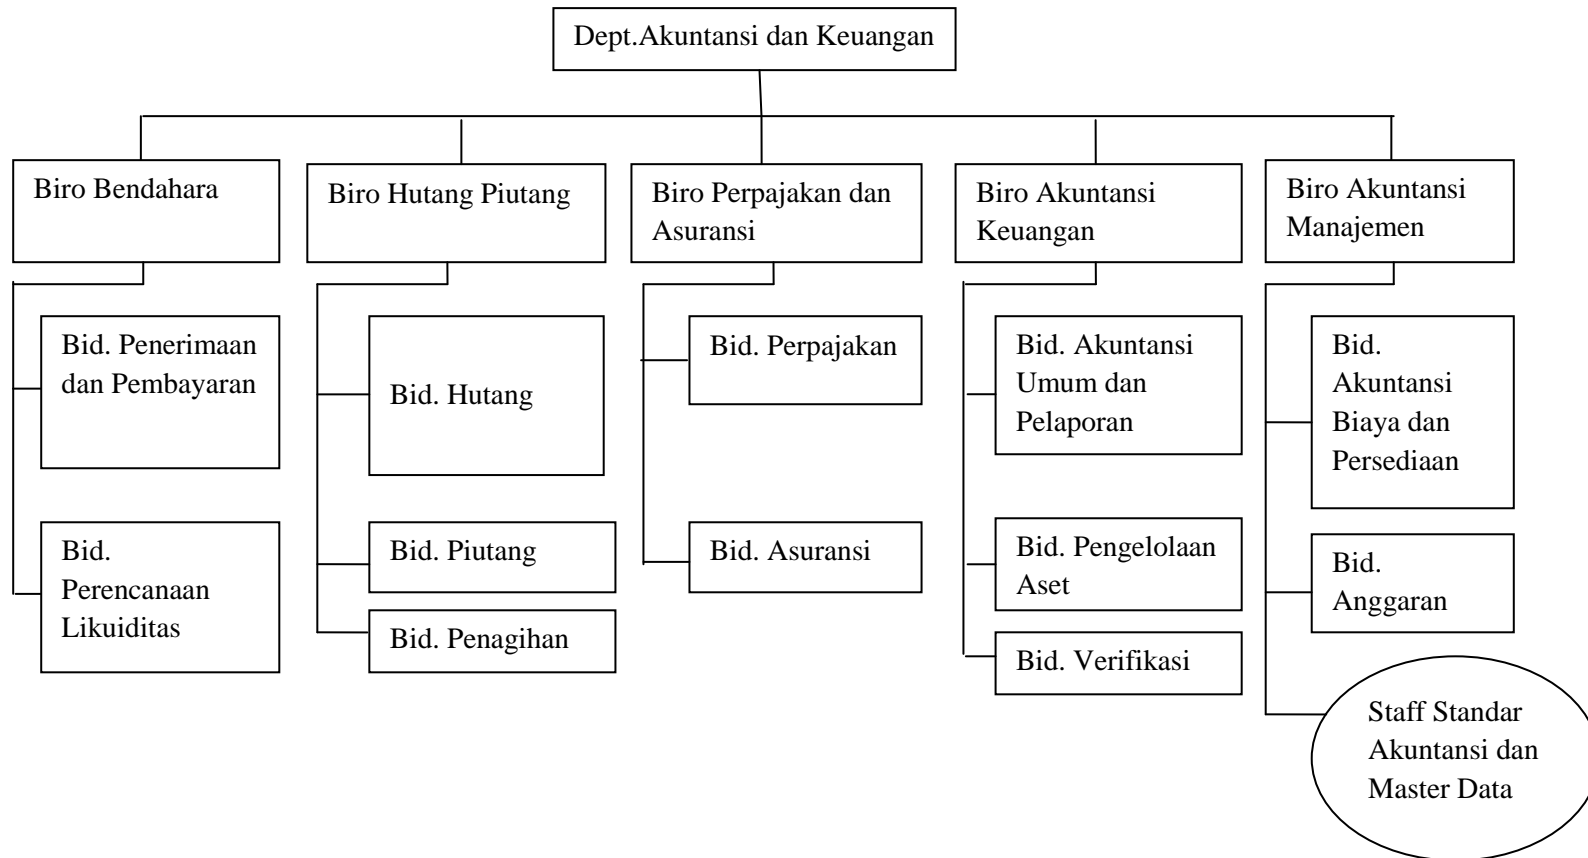 Dept.Akuntansi dan Keuangan
Biro Bendahara
Biro Hutang Piutang
Biro Perpajakan dan
Asuransi
Biro Akuntansi
Keuangan
Biro Akuntansi
Manajemen
Bid. Penerimaan
dan Pembayaran
Bid.
Perencanaan
Likuiditas
Bid. Hutang
Bid. Piutang
Bid. Penagihan
Bid. Perpajakan
Bid. Asuransi
Bid. Akuntansi
Umum dan
Pelaporan
Bid. Pengelolaan
Aset
Bid. Verifikasi
Bid.
Akuntansi
Biaya dan
Persediaan
Bid.
Anggaran
Staff Standar
Akuntansi dan
Master Data